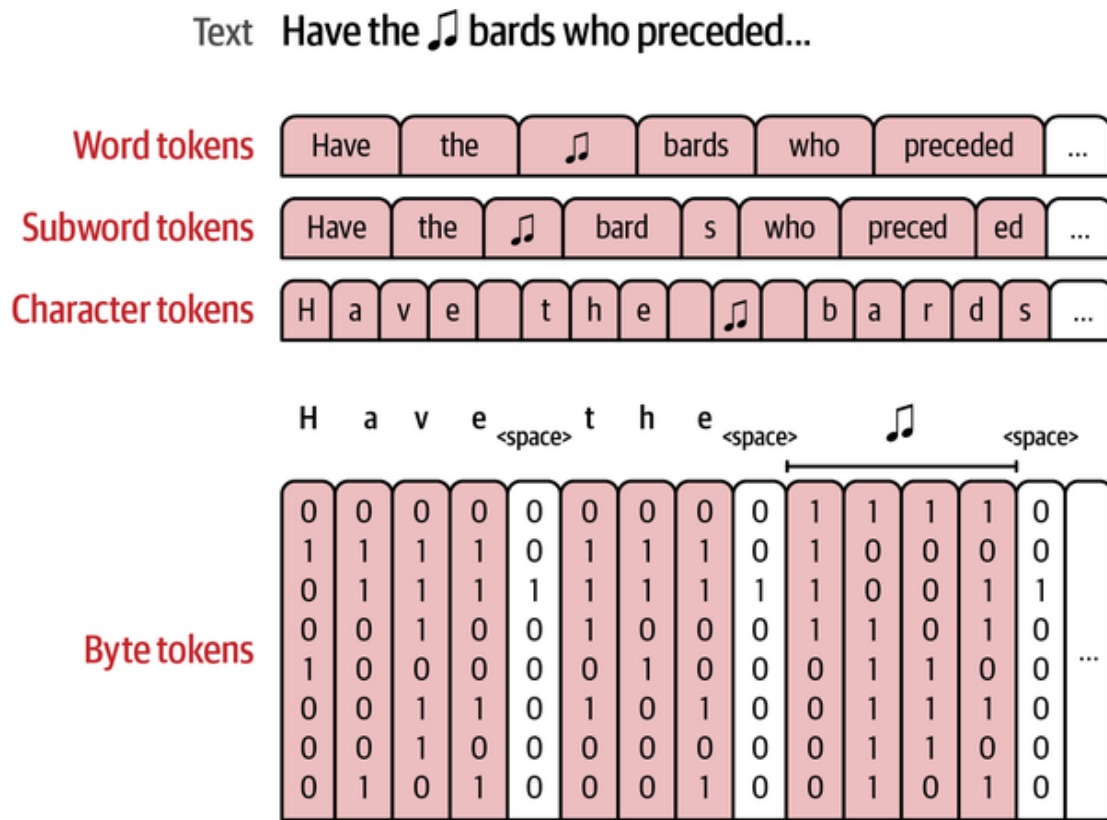 Text Have the 🎵 bards who preceded...
Word tokens Have the 🎵 bards who preceded ...
Subword tokens Have the 🎵 bard s who preced ed ...
Character tokens H a v e t h e 🎵 b a r d s ...
H a v e <space> t h e <space> 🎵 <space>
0 0 0 0 0 0 0 0 0 1 1 1 1 0
1 1 1 1 0 1 1 1 0 1 0 0 0 0
0 1 1 1 1 1 1 1 1 1 0 0 1 1
0 0 1 0 0 1 0 0 0 1 1 0 1 0
Byte tokens 1 0 0 0 0 0 1 0 0 0 1 1 0 0 ...
0 0 1 1 0 1 0 1 0 0 1 1 1 0
0 0 1 0 0 0 0 0 0 0 1 1 0 0
0 1 0 1 0 0 0 1 0 0 1 0 1 0